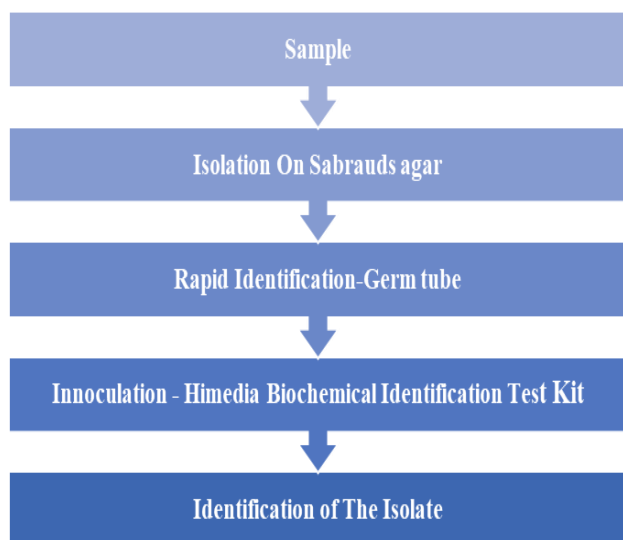 Sample
Isolation On Sabrauds agar
Rapid Identification-Germ tube
Innoculation - Himedia Biochemical Identification Test Kit
Identification of The Isolate